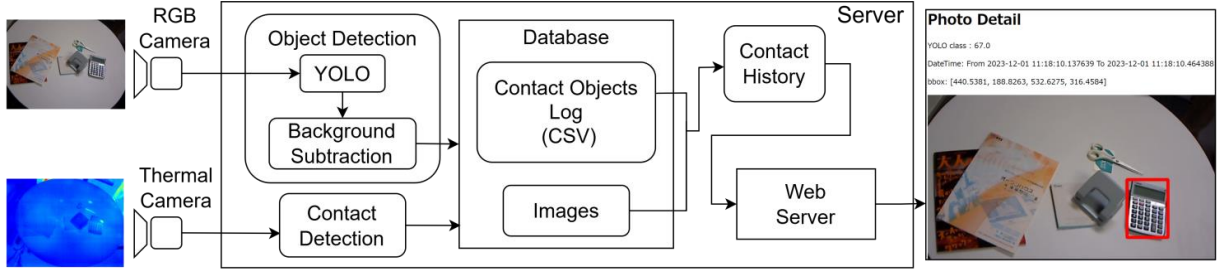 RGB
Camera
Thermal
Camera
Server
Object Detection
YOLO
Background
Subtraction
Contact
Detection
Database
Contact Objects
Log
(CSV)
Images
Contact
History
Web
Server
Photo Detail
YOLO class : 67.0
DateTime: From 2023-12-01 11:18:10.137639 To 2023-12-01 11:18:10.464388
bbox: [440.5381, 188.8263, 532.6275, 316.4584]